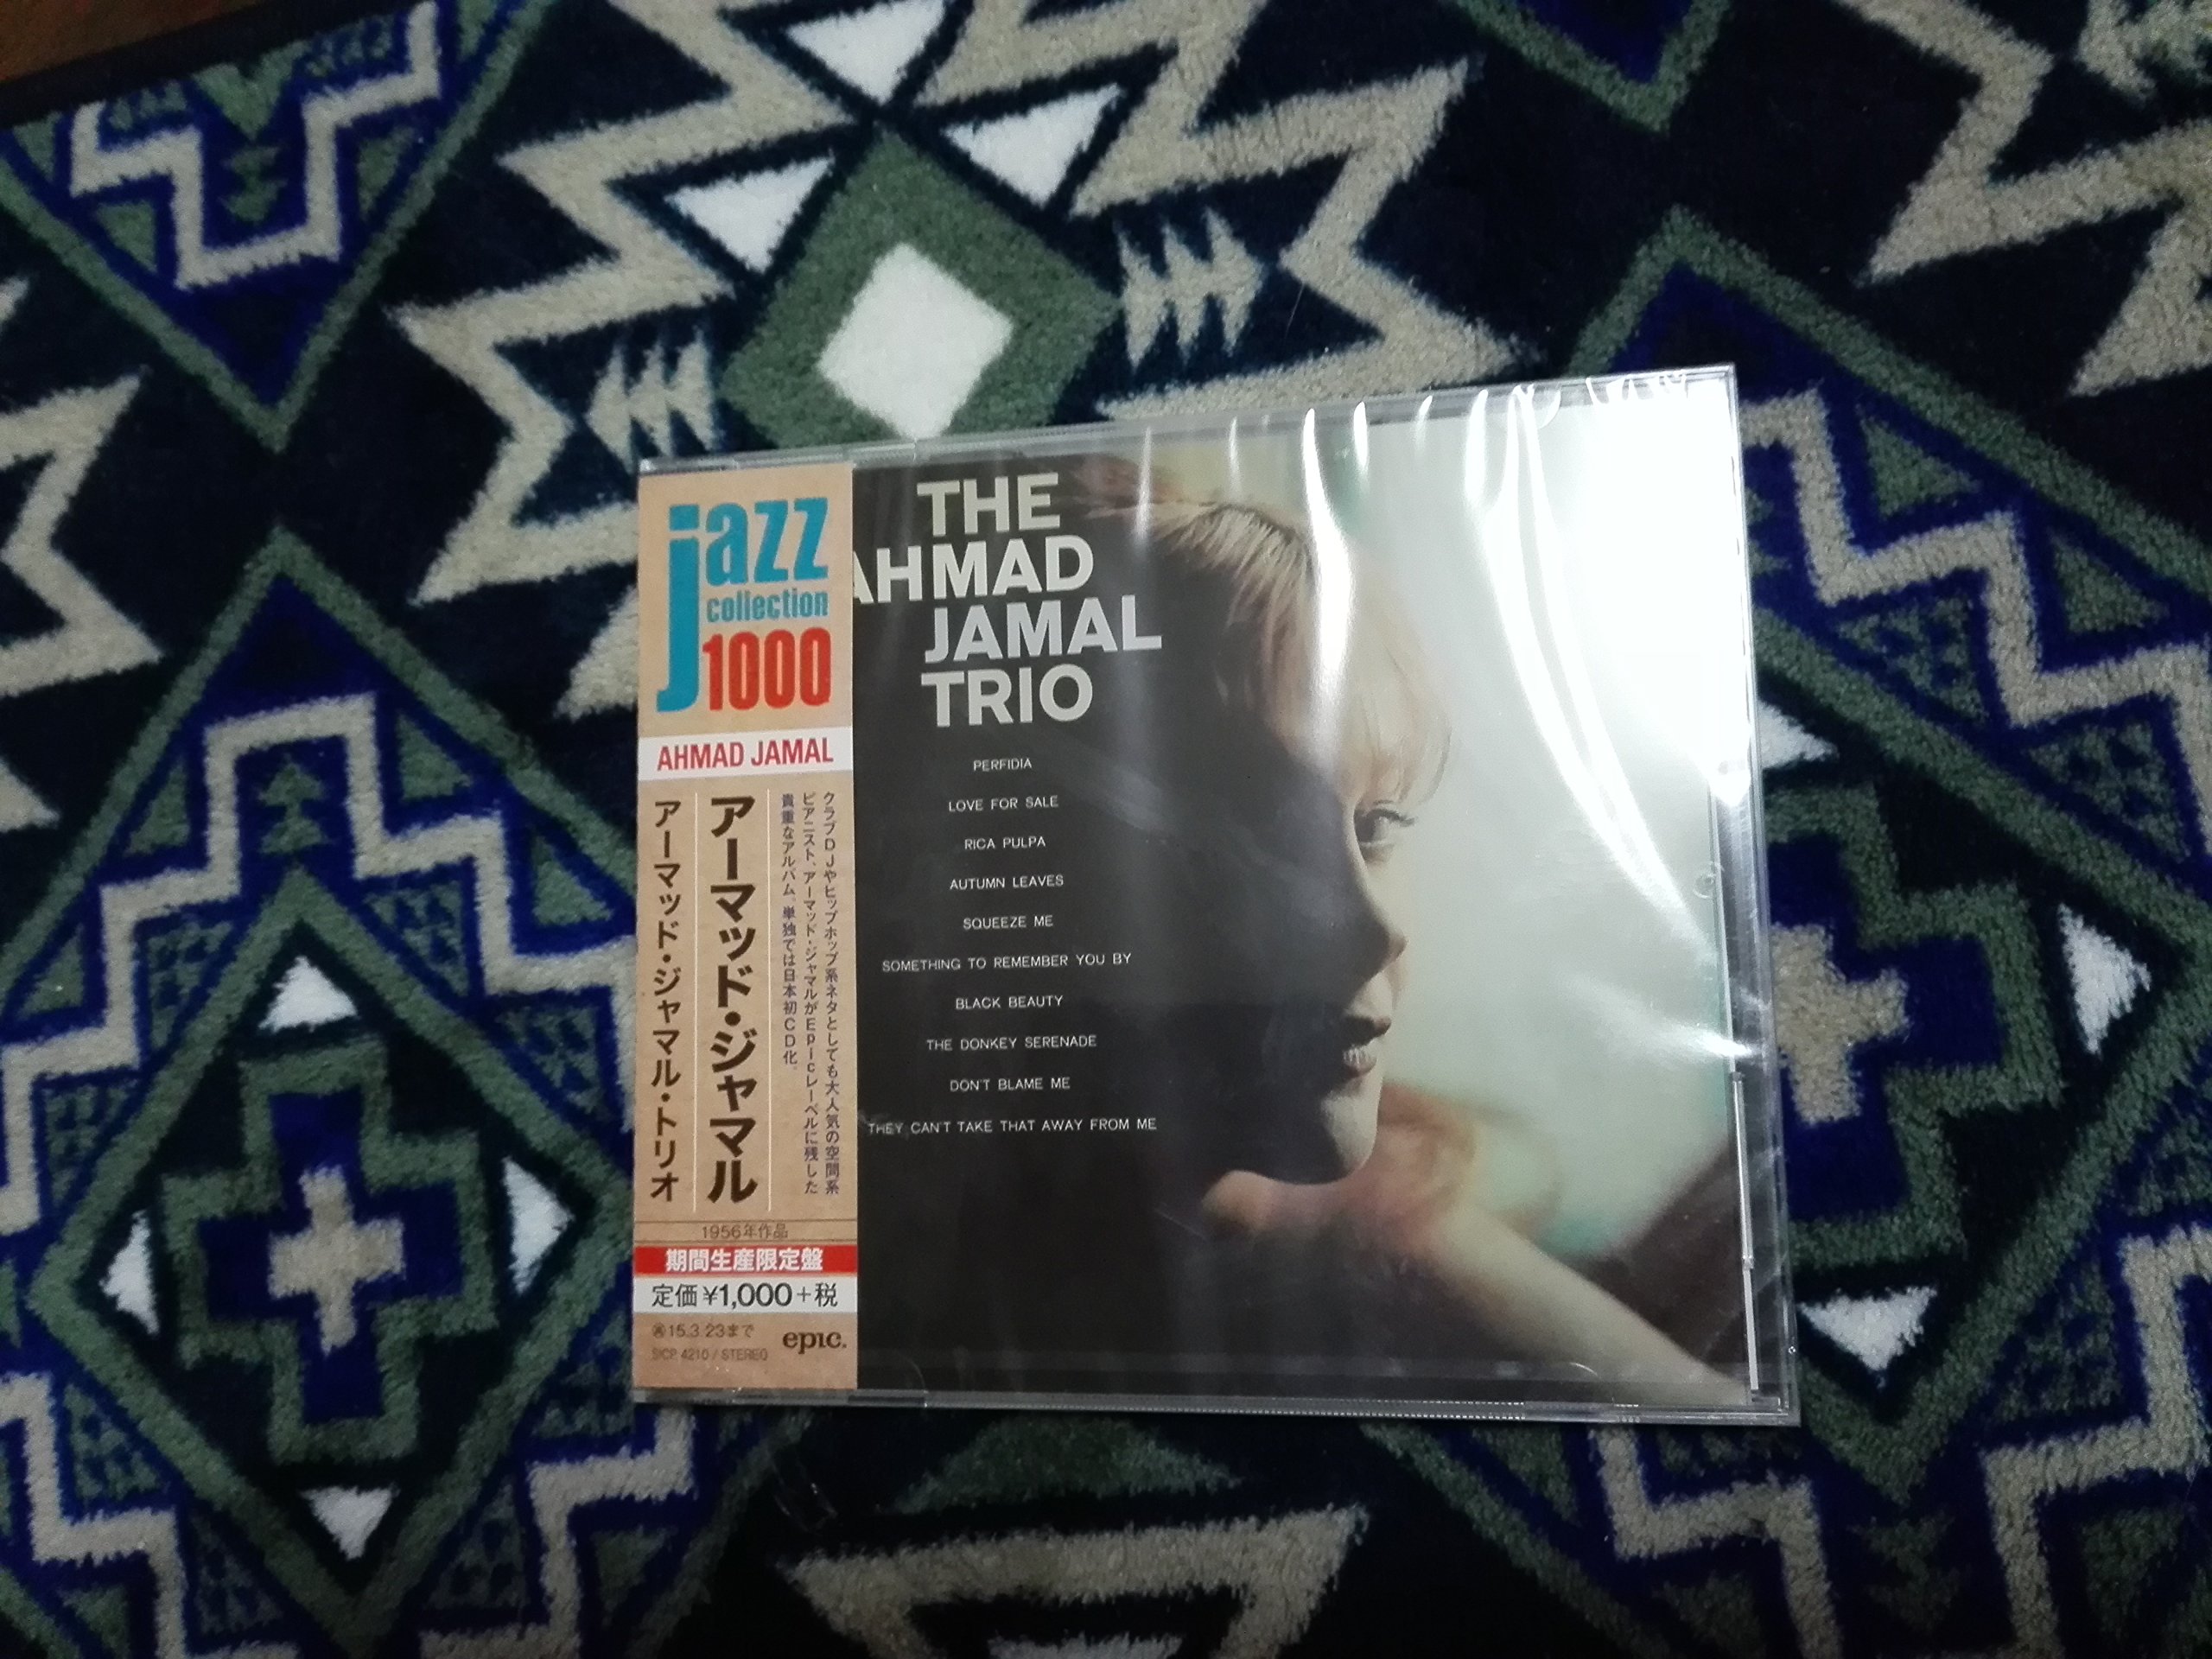 jazz
collection
1000
AHMAD JAMAL
クラブDJやヒップホップ系ネタとしても大人気の空間系
ピアニスト、アーマッド・ジャマルがEpicレーベルに残した
貴重なアルバム、単独では日本初CD化。
アーマッド・ジャマル
アーマッド・ジャマル・トリオ
1956年作品
期間生産限定盤
定価¥1,000+税
15.3.23まで
SICP 4210 / STEREO
epic.
THE
AHMAD
JAMAL
TRIO
PERFIDIA
LOVE FOR SALE
RICA PULPA
AUTUMN LEAVES
SQUEEZE ME
SOMETHING TO REMEMBER YOU BY
BLACK BEAUTY
THE DONKEY SERENADE
DON'T BLAME ME
THEY CAN'T TAKE THAT AWAY FROM ME